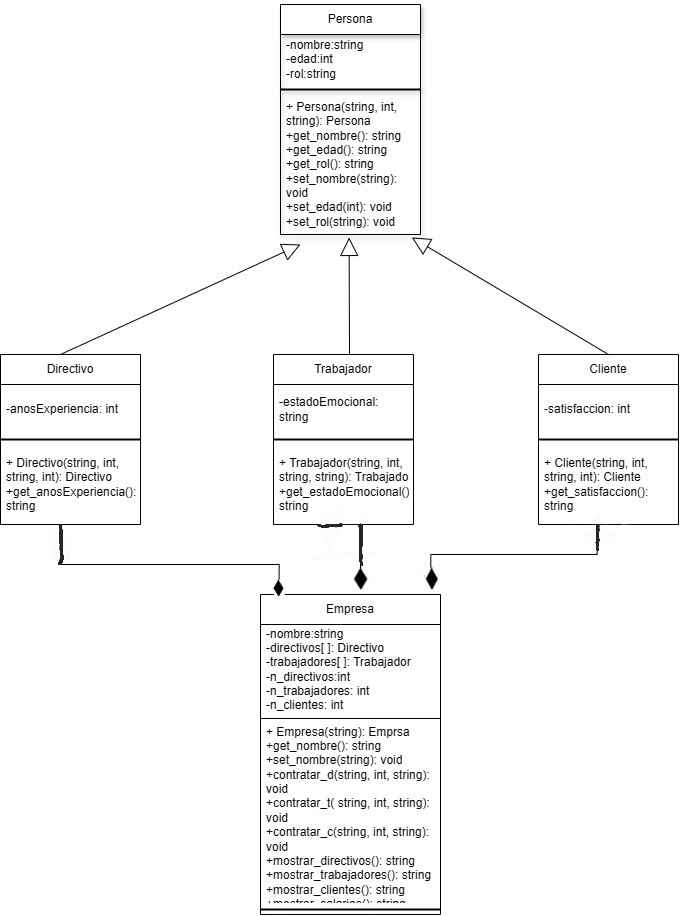 Persona
-nombre:string
-edad:int
-rol:string
+ Persona(string, int,
string): Persona
+get_nombre(): string
+get_edad(): string
+get_rol(): string
+set_nombre(string):
void
+set_edad(int): void
+set_rol(string): void
Directivo
-anosExperiencia: int
+ Directivo(string, int,
string, int): Directivo
+get_anosExperiencia():
string
Trabajador
-estadoEmocional:
string
+ Trabajador(string, int,
string, string): Trabajado
+get_estadoEmocional()
string
Cliente
-satisfaccion: int
+ Cliente(string, int,
string, int): Cliente
+get_satisfaccion():
string
Empresa
-nombre:string
-directivos[ ]: Directivo
-trabajadores[ ]: Trabajador
-n_directivos:int
-n_trabajadores: int
-n_clientes: int
+ Empresa(string): Emprsa
+get_nombre(): string
+set_nombre(string): void
+contratar_d(string, int, string):
void
+contratar_t( string, int, string):
void
+contratar_c(string, int, string):
void
+mostrar_directivos(): string
+mostrar_trabajadores(): string
+mostrar_clientes(): string